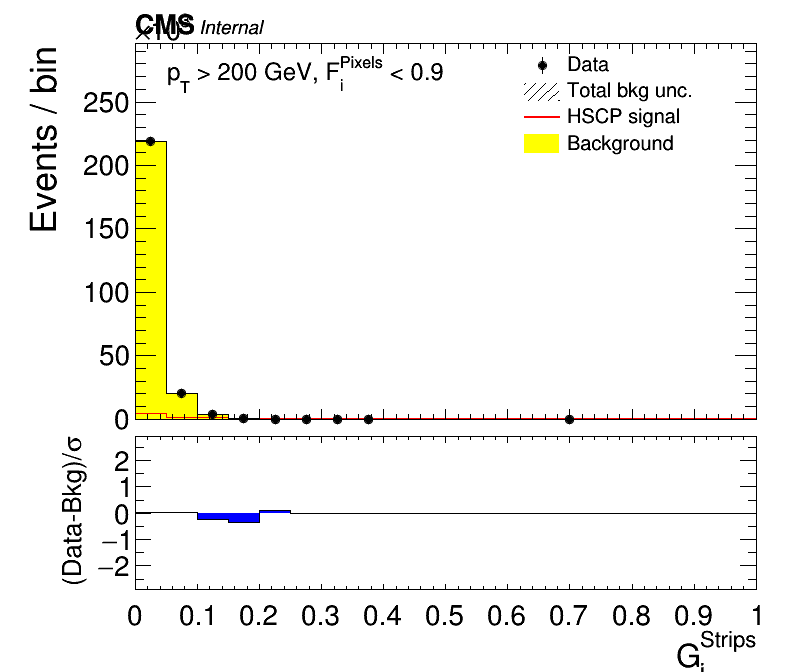 CMS Internal
×10³
p_T > 200 GeV, F_i^Pixels < 0.9
Data
Total bkg unc.
HSCP signal
Background
Events / bin
250
200
150
100
50
0
(Data-Bkg)/σ
2
1
0
−1
−2
0 0.1 0.2 0.3 0.4 0.5 0.6 0.7 0.8 0.9 1
G_i^Strips